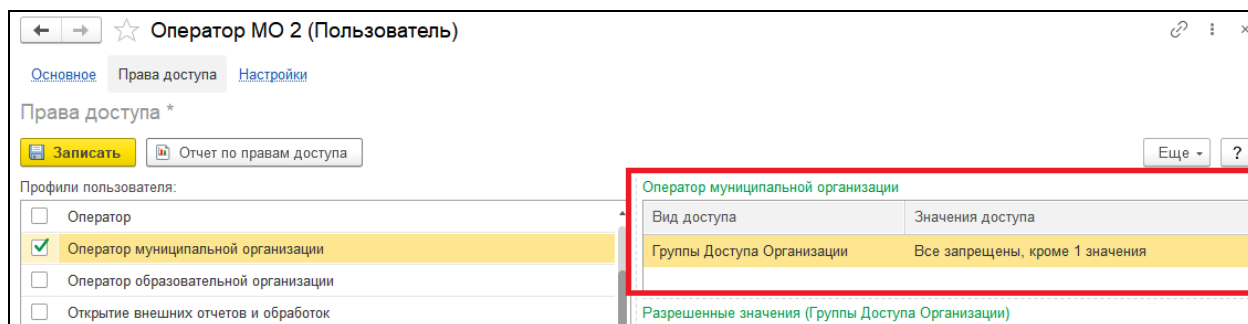 Оператор МО 2 (Пользователь)
Основное Права доступа Настройки
Права доступа *
Записать Отчет по правам доступа Еще ?
Профили пользователя:
Оператор
Оператор муниципальной организации
Оператор образовательной организации
Открытие внешних отчетов и обработок
Оператор муниципальной организации
Вид доступа Значения доступа
Группы Доступа Организации Все запрещены, кроме 1 значения
Разрешенные значения (Группы Доступа Организации)